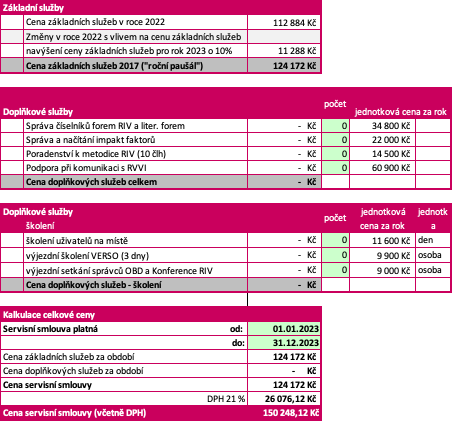 Základní služby
Cena základních služeb v roce 2022 112 884 Kč
Změny v roce 2022 s vlivem na cenu základních služeb
navýšení ceny základních služeb pro rok 2023 o 10% 11 288 Kč
Cena základních služeb 2017 ("roční paušál") 124 172 Kč
Doplňkové služby počet jednotková cena za rok
Správa číselníků forem RIV a liter. forem - Kč 0 34 800 Kč
Správa a načítání impakt faktorů - Kč 0 22 000 Kč
Poradenství k metodice RIV (10 člh) - Kč 0 14 500 Kč
Podpora při komunikaci s RVVI - Kč 0 60 900 Kč
Cena doplňkových služeb celkem - Kč
Doplňkové služby
školení počet jednotková cena za rok jednotk a
školení uživatelů na místě - Kč 0 11 600 Kč den
výjezdní školení VERSO (3 dny) - Kč 0 9 900 Kč osoba
výjezdní setkání správců OBD a Konference RIV - Kč 0 9 000 Kč osoba
Cena doplňkových služeb - školení - Kč
Kalkulace celkové ceny
Servisní smlouva platná od: 01.01.2023
do: 31.12.2023
Cena základních služeb za období 124 172 Kč
Cena doplňkových služeb za období - Kč
Cena servisní smlouvy 124 172 Kč
DPH 21 % 26 076,12 Kč
Cena servisní smlouvy (včetně DPH) 150 248,12 Kč